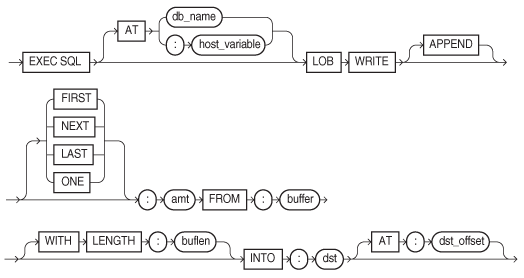 db_name
AT
: host_variable
APPEND
EXEC SQL LOB WRITE
FIRST
NEXT
LAST
ONE
: amt FROM : buffer
WITH LENGTH : buflen AT : dst_offset
INTO : dst